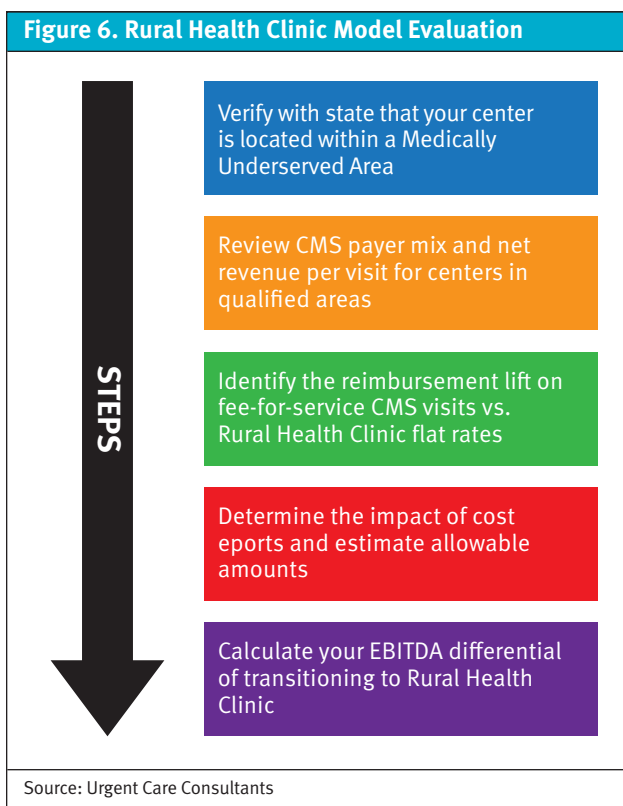 Figure 6. Rural Health Clinic Model Evaluation
STEPS
Verify with state that your center
is located within a Medically
Underserved Area
Review CMS payer mix and net
revenue per visit for centers in
qualified areas
Identify the reimbursement lift on
fee-for-service CMS visits vs.
Rural Health Clinic flat rates
Determine the impact of cost
eports and estimate allowable
amounts
Calculate your EBITDA differential
of transitioning to Rural Health
Clinic
Source: Urgent Care Consultants